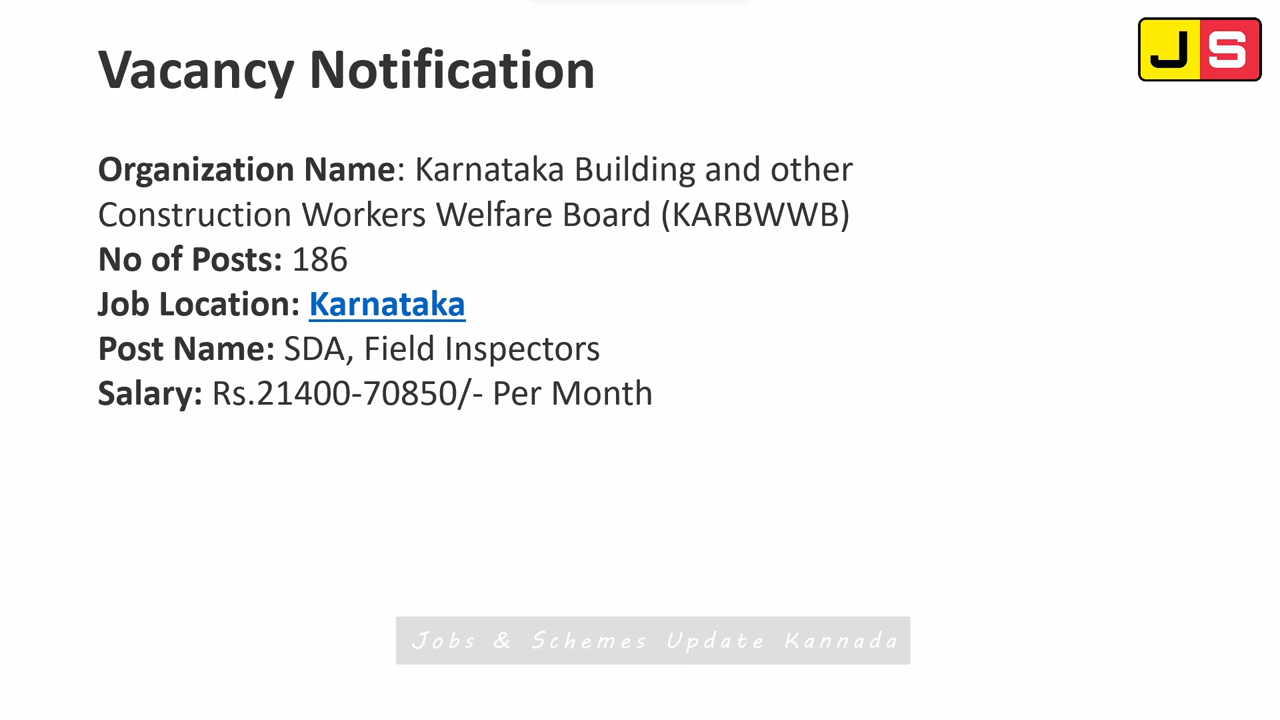 Vacancy Notification
JS
Organization Name: Karnataka Building and other
Construction Workers Welfare Board (KARBWWB)
No of Posts: 186
Job Location: Karnataka
Post Name: SDA, Field Inspectors
Salary: Rs.21400-70850/- Per Month
Jobs & Schemes Update Kannada